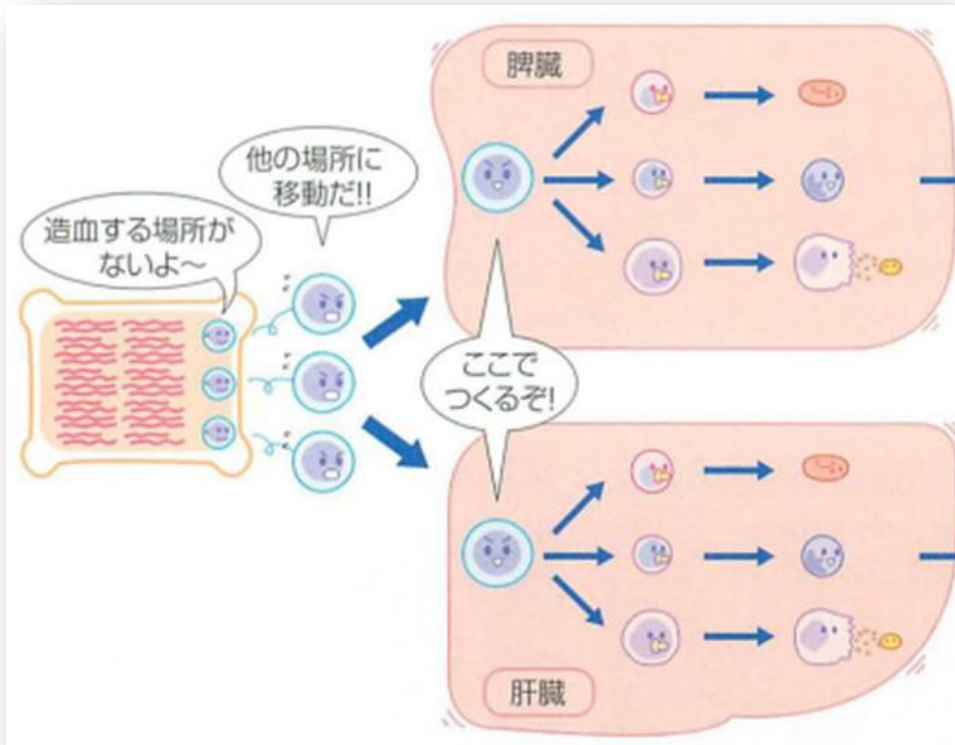 脾臓
他の場所に
移動だ!!
造血する場所が
ないよ〜
ここで
つくるぞ!
肝臓